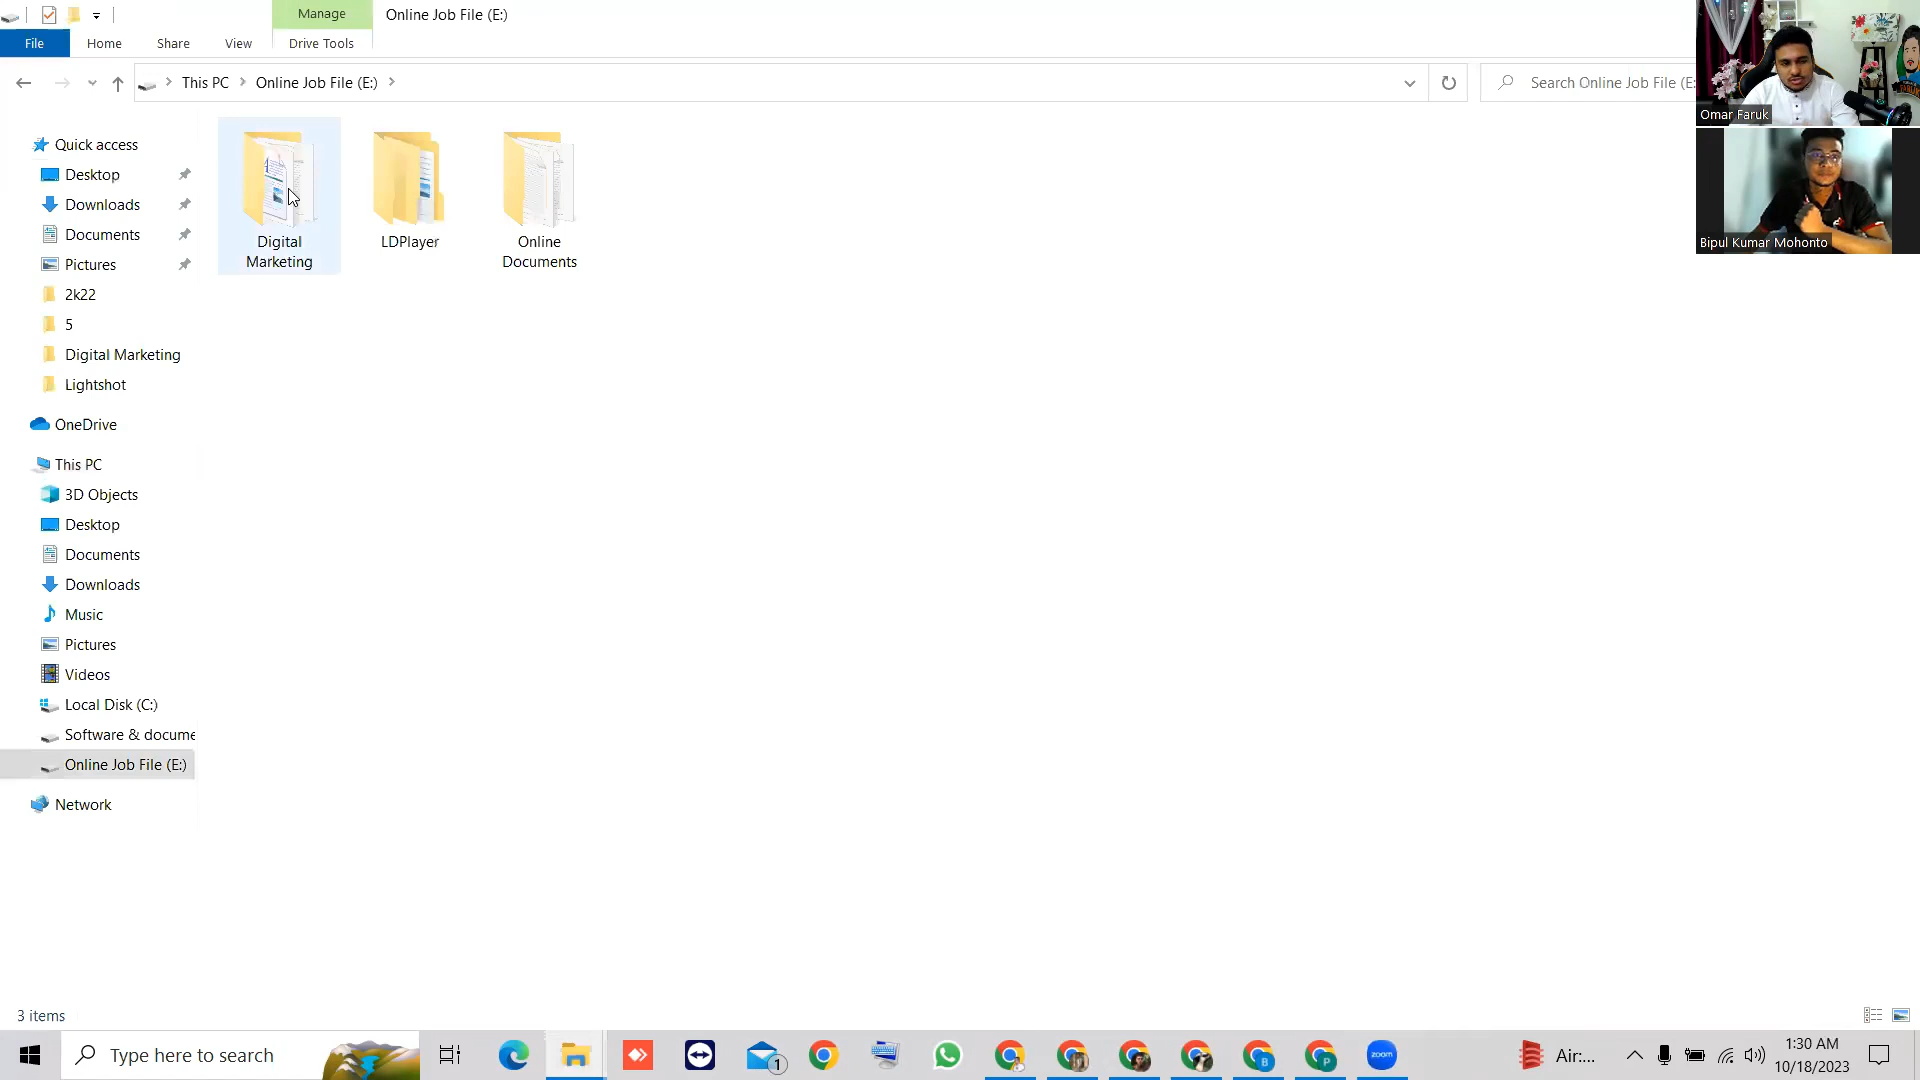 Manage
Online Job File (E:)
File
Home
Share
View
Drive Tools
This PC
Online Job File (E:)
Search Online Job File (E:
Omar Faruk
Bipul Kumar Mohonto
Quick access
Desktop
Downloads
Documents
Pictures
2k22
5
Digital Marketing
Lightshot
OneDrive
This PC
3D Objects
Desktop
Documents
Downloads
Music
Pictures
Videos
Local Disk (C:)
Software & docume
Online Job File (E:)
Network
Digital
Marketing
LDPlayer
Online
Documents
3 items
Type here to search
1
B
P
zoom
Air:...
1:30 AM
10/18/2023